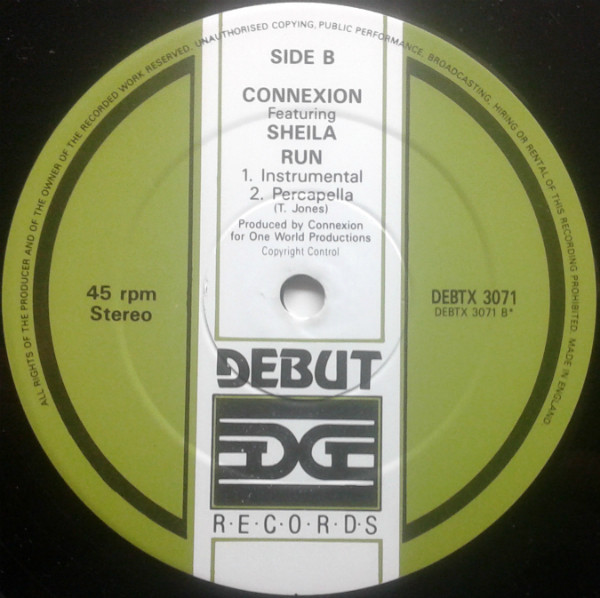 ALL RIGHTS OF THE PRODUCER AND OF THE OWNER OF THE RECORDED WORK RESERVED. UNAUTHORISED COPYING, PUBLIC PERFORMANCE, BROADCASTING, HIRING OR RENTAL OF THIS RECORDING PROHIBITED. MADE IN ENGLAND.
SIDE B
CONNEXION
Featuring
SHEILA
RUN
1. Instrumental
2. Percapella
(T. Jones)
Produced by Connexion
for One World Productions
Copyright Control
45 rpm
Stereo
DEBTX 3071
DEBTX 3071 B*
DEBUT
EDGE
R·E·C·O·R·D·S